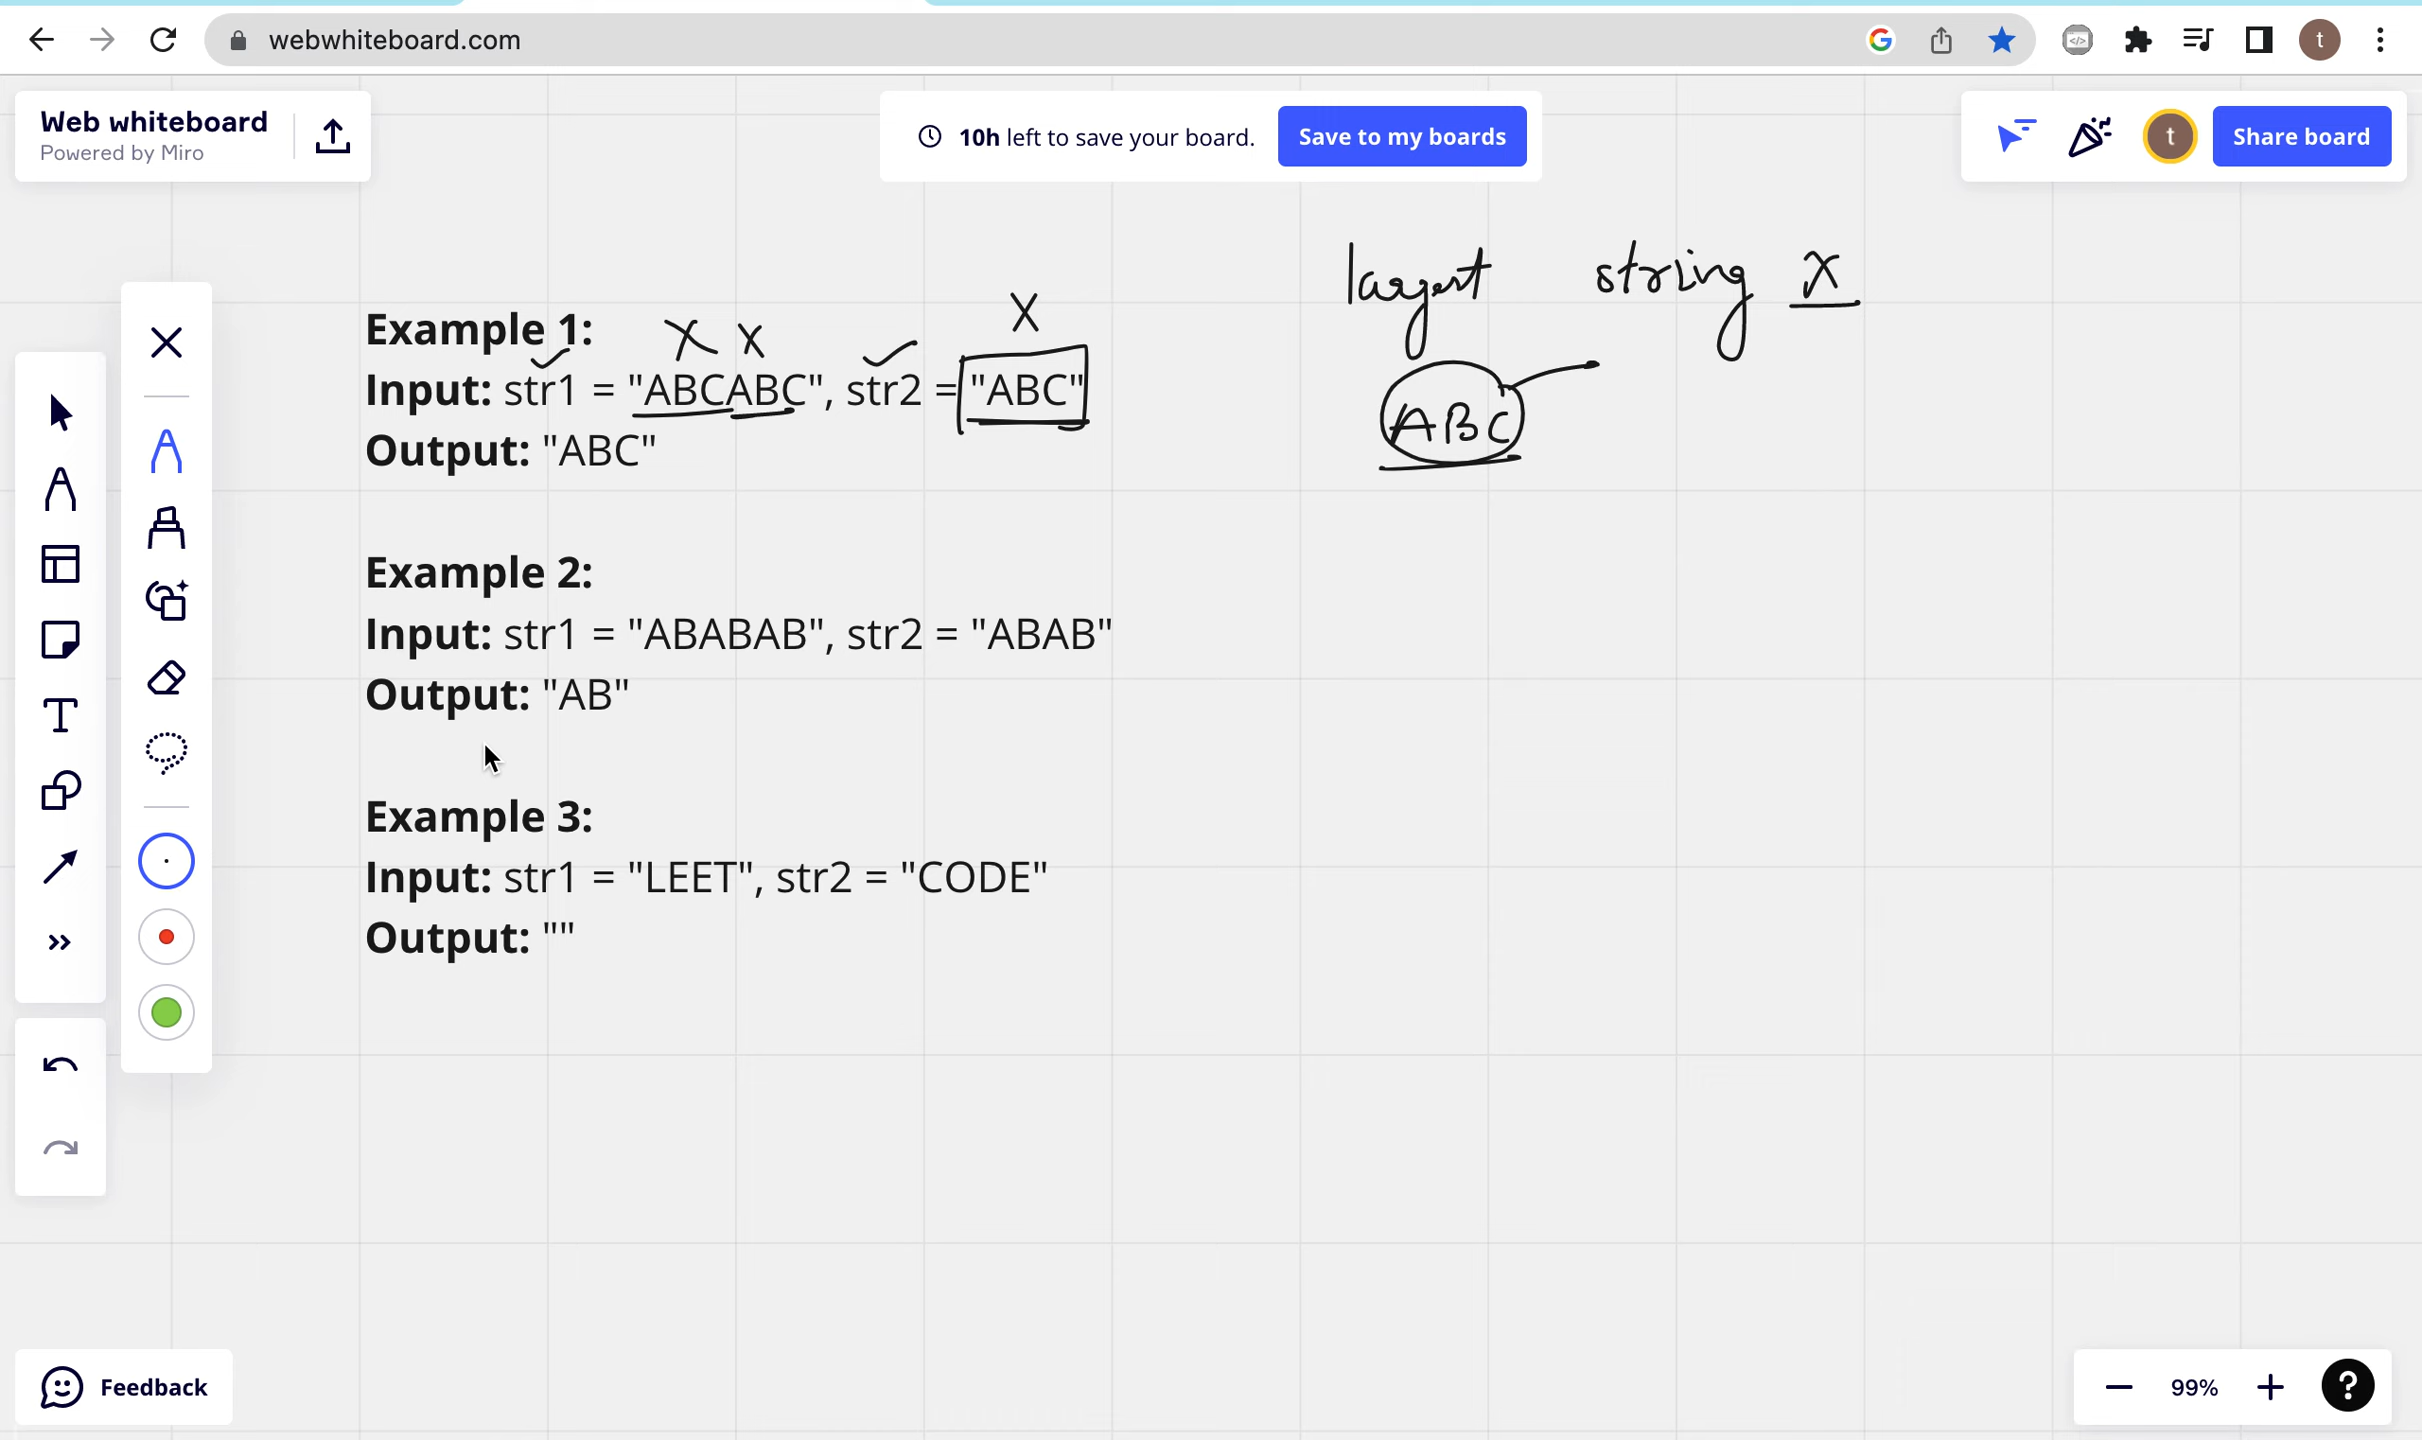 webwhiteboard.com
t
Web whiteboard
Powered by Miro
10h left to save your board.
Save to my boards
t
Share board
largest string x
X X
X
Example 1:
Input: str1 = "ABCABC", str2 = "ABC"
Output: "ABC"
ABC
Example 2:
Input: str1 = "ABABAB", str2 = "ABAB"
Output: "AB"
Example 3:
Input: str1 = "LEET", str2 = "CODE"
Output: ""
Feedback
99%